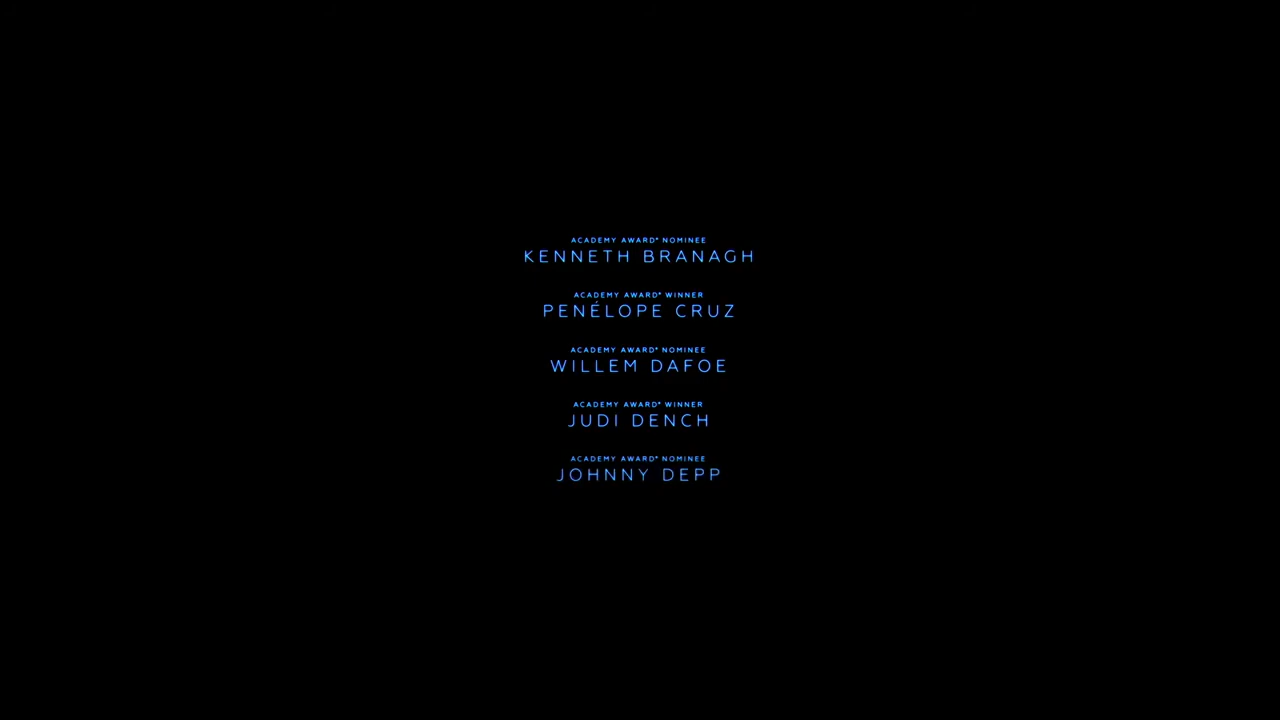 ACADEMY AWARD® NOMINEE
KENNETH BRANAGH
ACADEMY AWARD® WINNER
PENÉLOPE CRUZ
ACADEMY AWARD® NOMINEE
WILLEM DAFOE
ACADEMY AWARD® WINNER
JUDI DENCH
ACADEMY AWARD® NOMINEE
JOHNNY DEPP